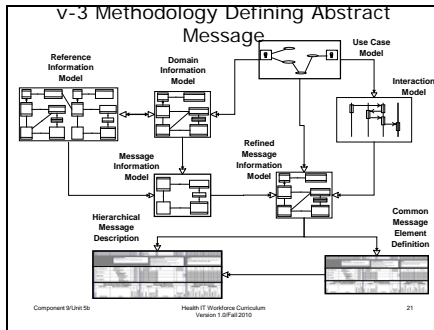 v-3 Methodology Defining Abstract
Message
Reference
Information
Model
Domain
Information
Model
Use Case
Model
Interaction
Model
Message
Information
Model
Refined
Message
Information
Model
Hierarchical
Message
Description
Common
Message
Element
Definition
Component 9/Unit 5b
Health IT Workforce Curriculum
Version 1.0/Fall 2010
21